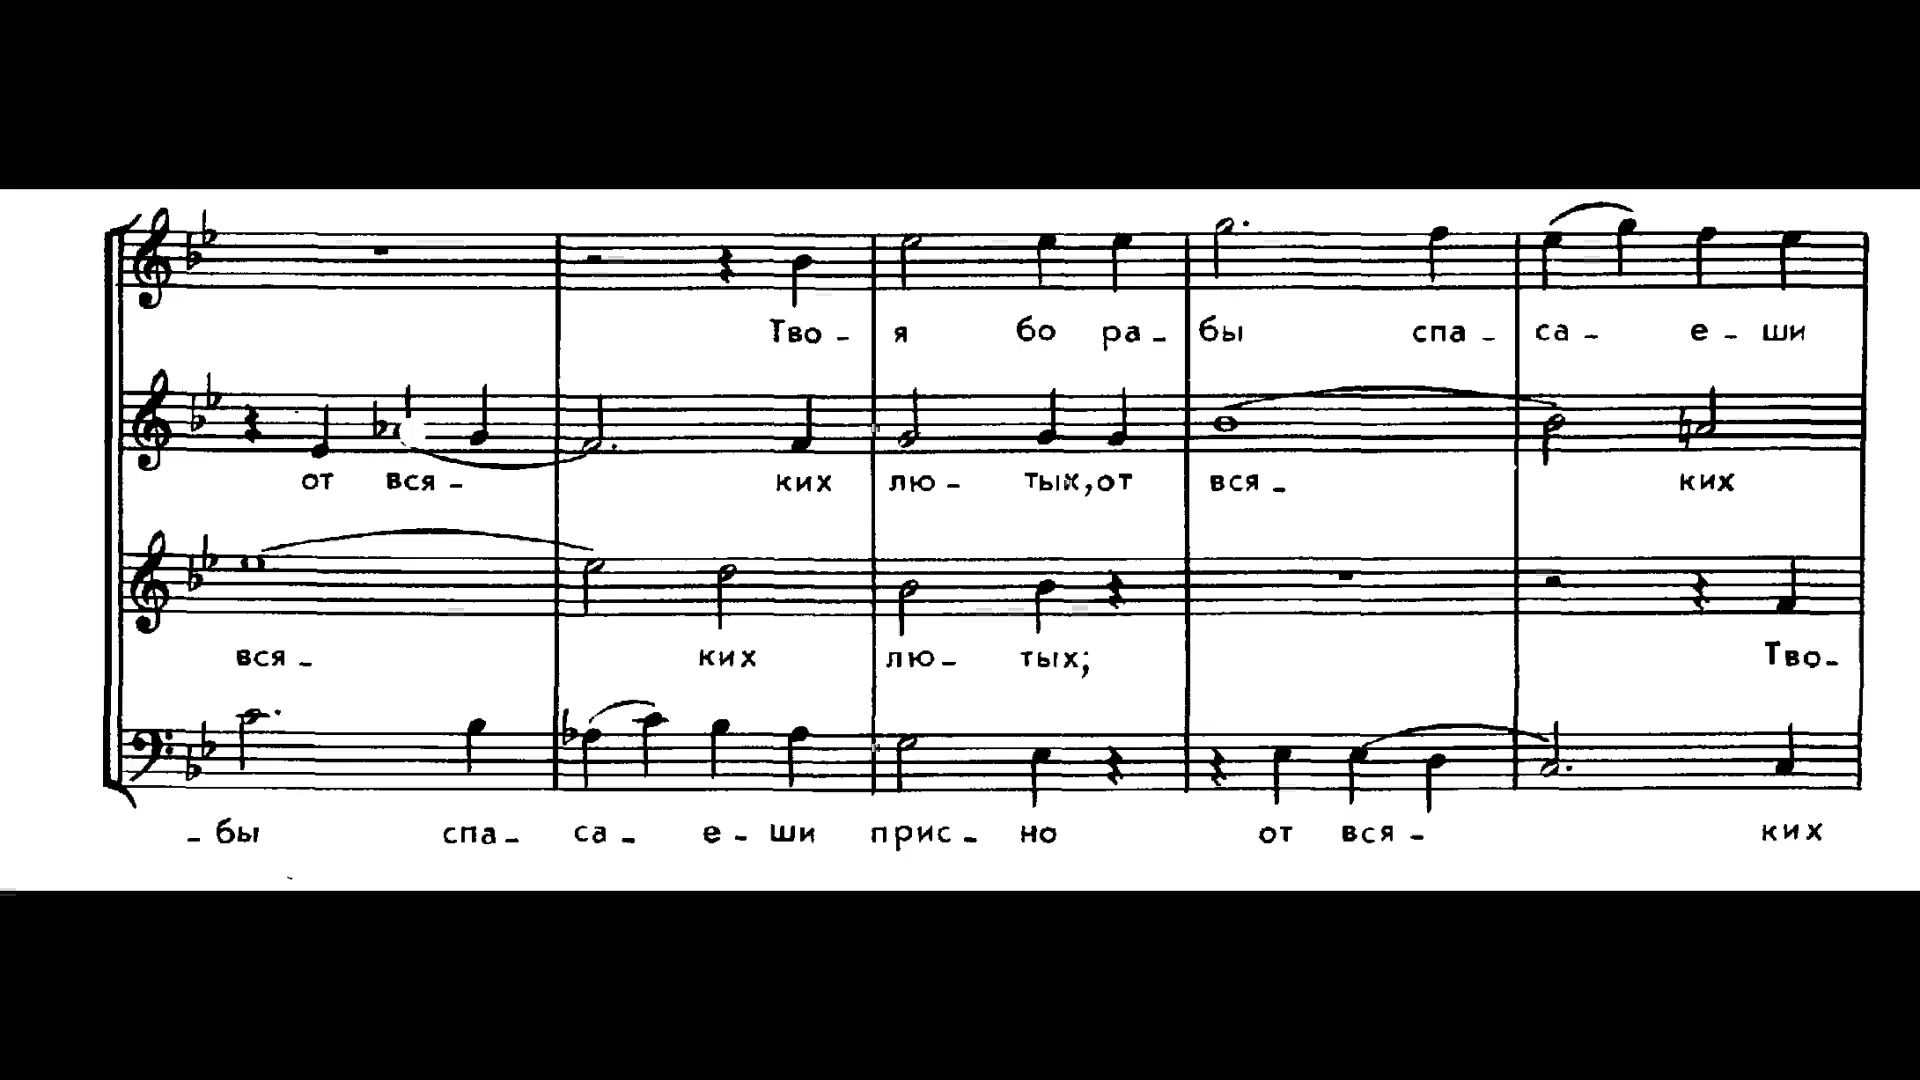 Тво - я бо ра - бы спа - са - е - ши
от вся - ких лю - тых, от вся - ких
вся - ких лю - тых; Тво-
- бы спа - са - е - ши прис - но от вся - ких